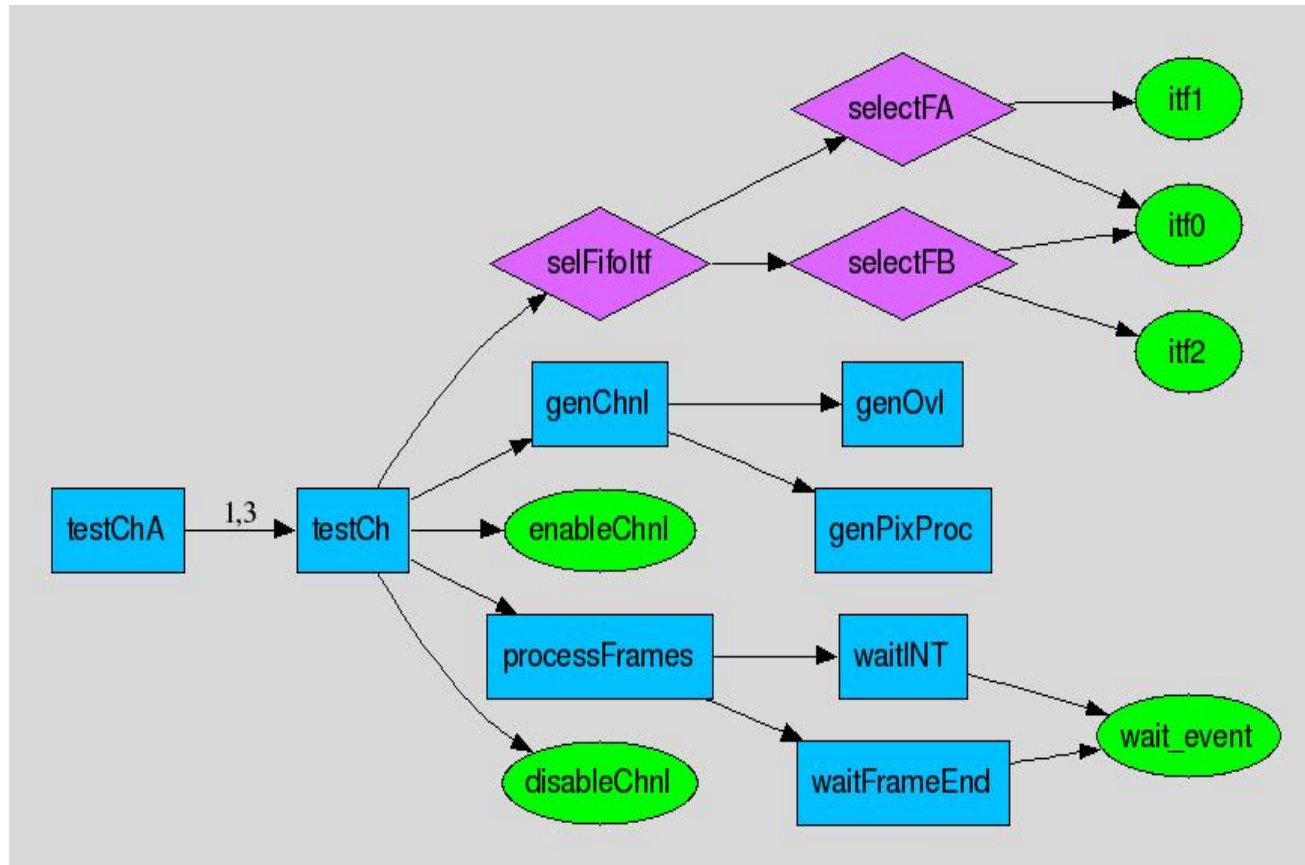 selectFA
itf1
itf0
selFifoItf
selectFB
itf2
genChnl
genOvl
testChA
1,3
testCh
enableChnl
genPixProc
processFrames
waitINT
wait_event
disableChnl
waitFrameEnd